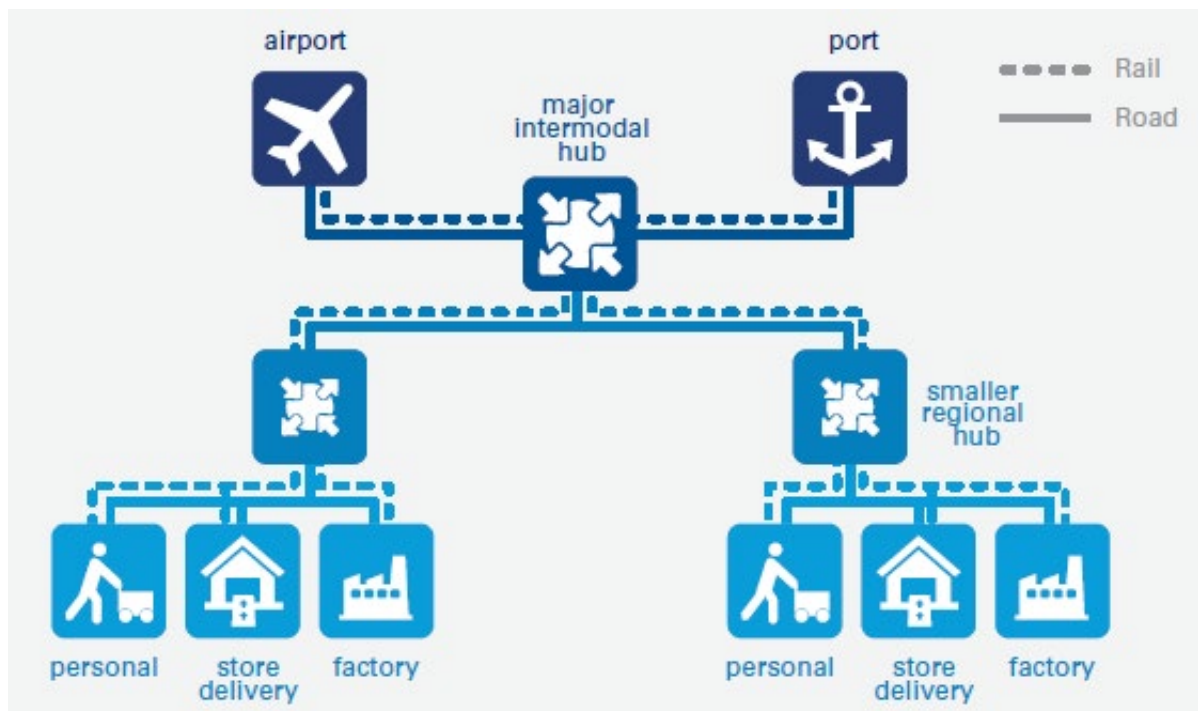 airport
port
Rail
Road
major
intermodal
hub
smaller
regional
hub
personal
store
delivery
factory
personal
store
delivery
factory